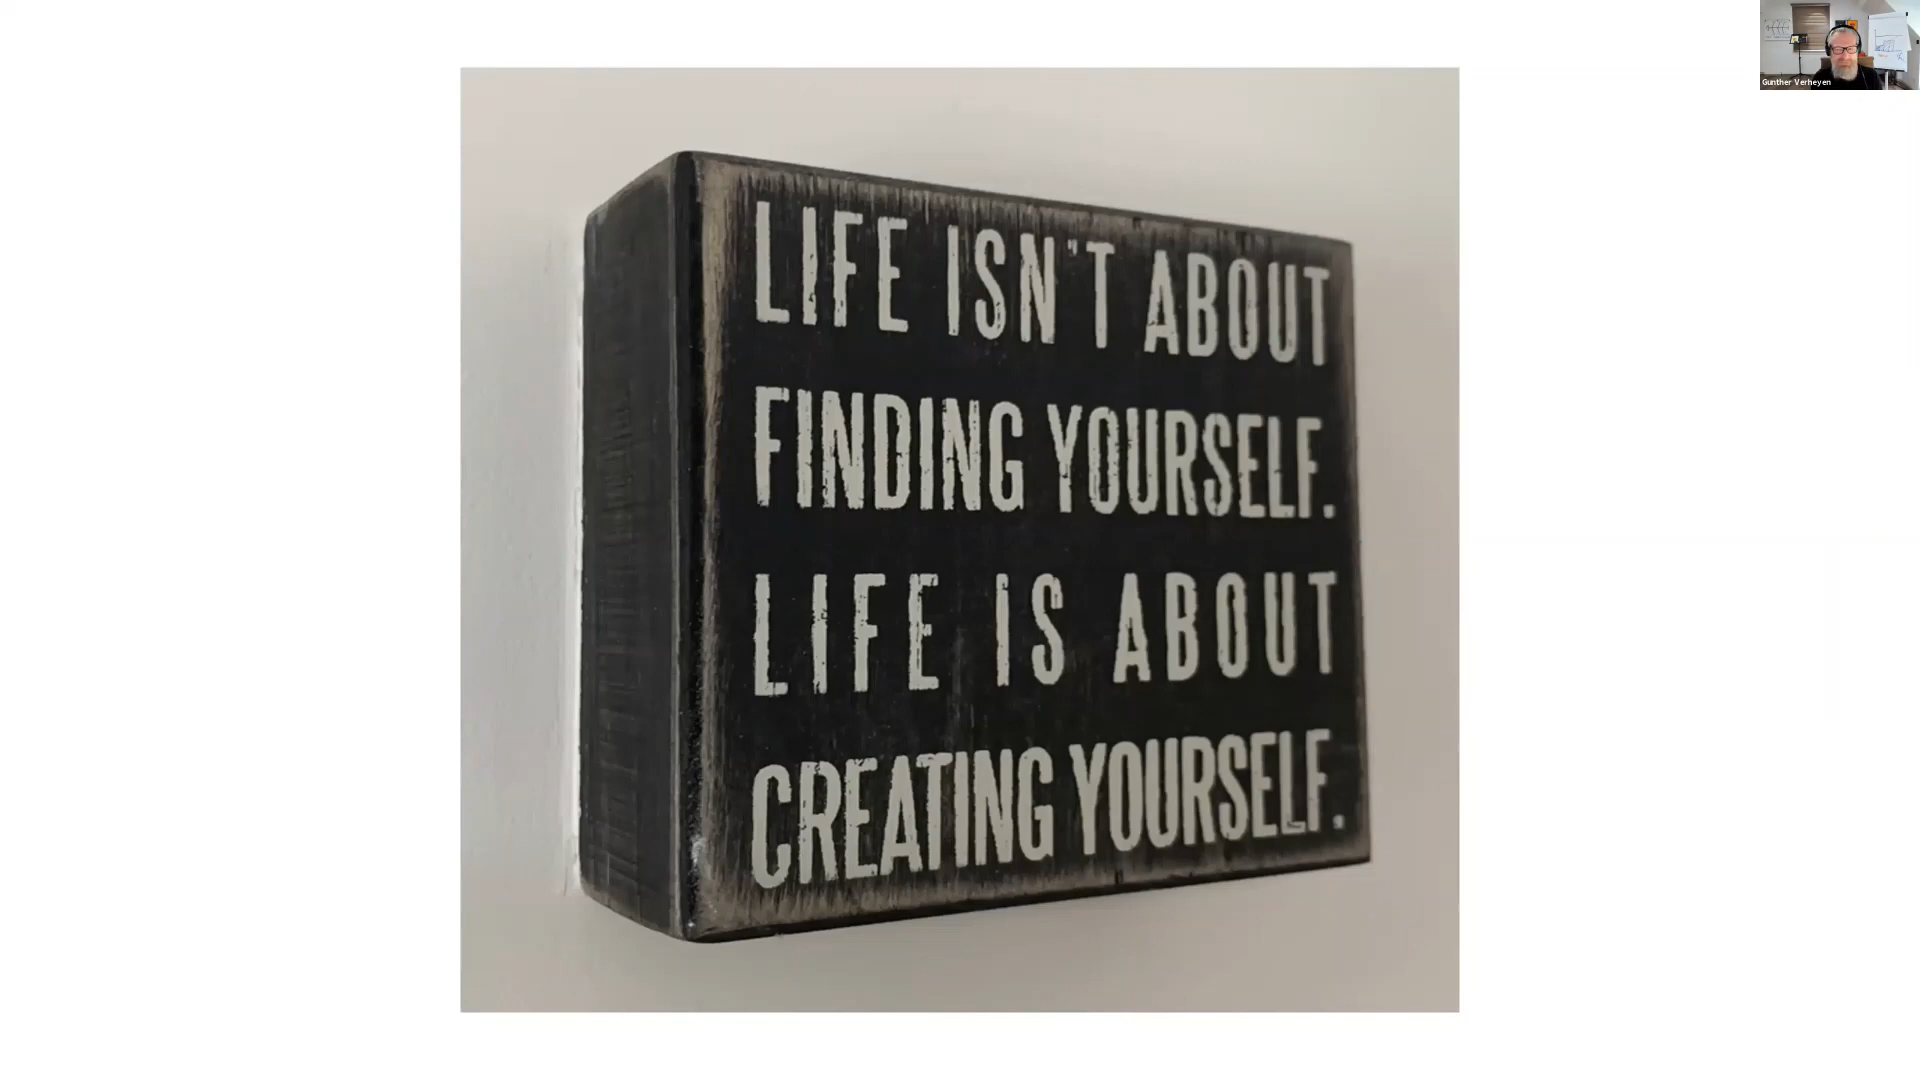 LIFE ISN'T ABOUT
FINDING YOURSELF.
LIFE IS ABOUT
CREATING YOURSELF.
Gunther Verheyen